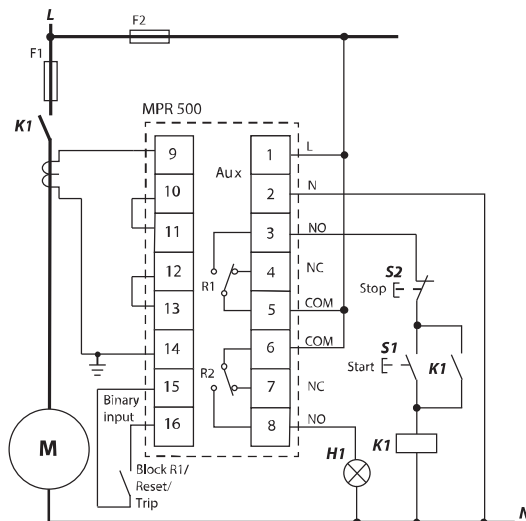 L
F2
F1
MPR 500
K1
9
1
L
Aux
10
2
N
11
3
NO
12
4
NC
S2
Stop
R1
13
5
COM
14
6
COM
S1
Start
K1
R2
Binary
input
15
7
NC
16
8
NO
M
Block R1/
Reset/
Trip
H1
K1
N